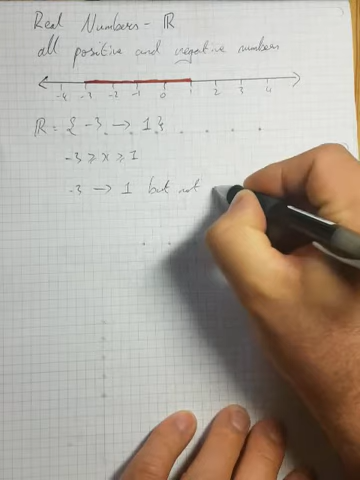 Real Numbers - ℝ
all positive and negative numbers
-4 -3 -2 -1 0 1 2 3 4
ℝ = { -3 → 1 }
-3 ⩾ x ⩾ 1
-3 → 1 but not